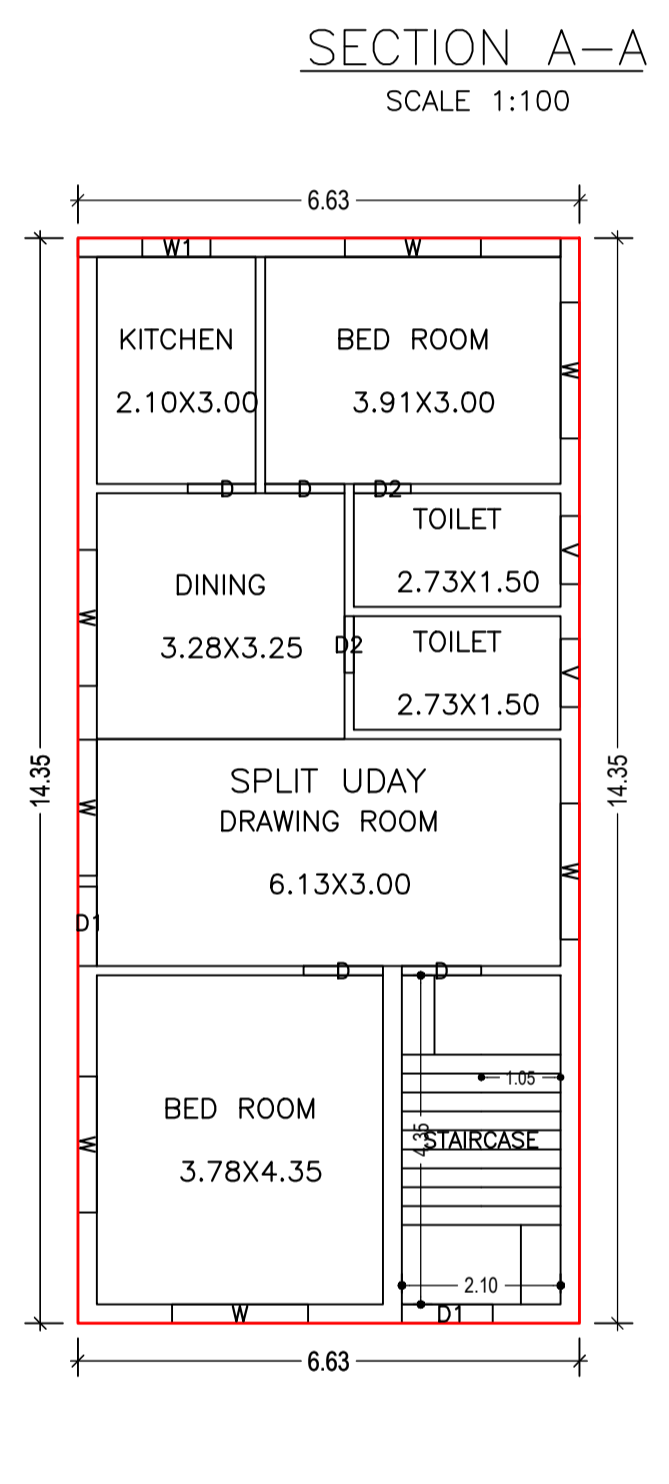 SECTION A-A
SCALE 1:100
6.63
W1
W
KITCHEN
BED ROOM
W
2.10X3.00
3.91X3.00
D
D
D2
TOILET
V
DINING
2.73X1.50
W
3.28X3.25
D2
TOILET
V
2.73X1.50
14.35
14.35
SPLIT UDAY
W
DRAWING ROOM
W
6.13X3.00
D1
D
D
1.05
BED ROOM
4.35
STAIRCASE
W
3.78X4.35
2.10
W
D1
6.63